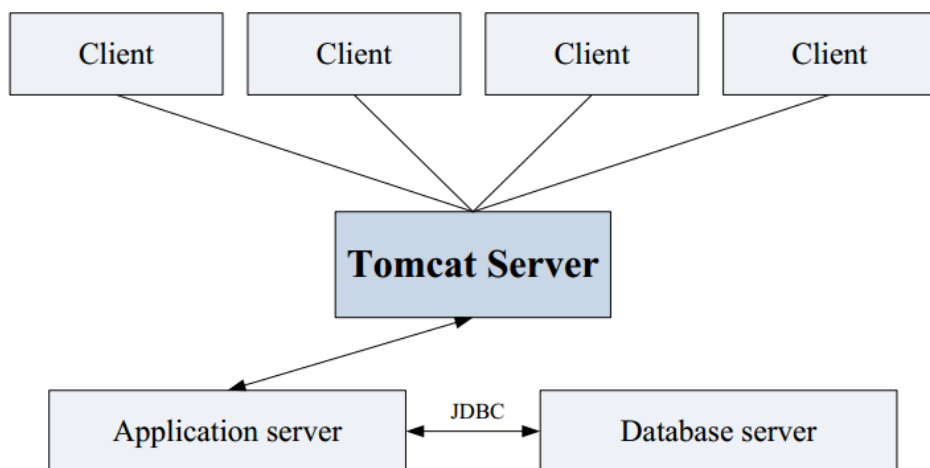 Client
Client
Client
Client
Tomcat Server
Application server
JDBC
Database server